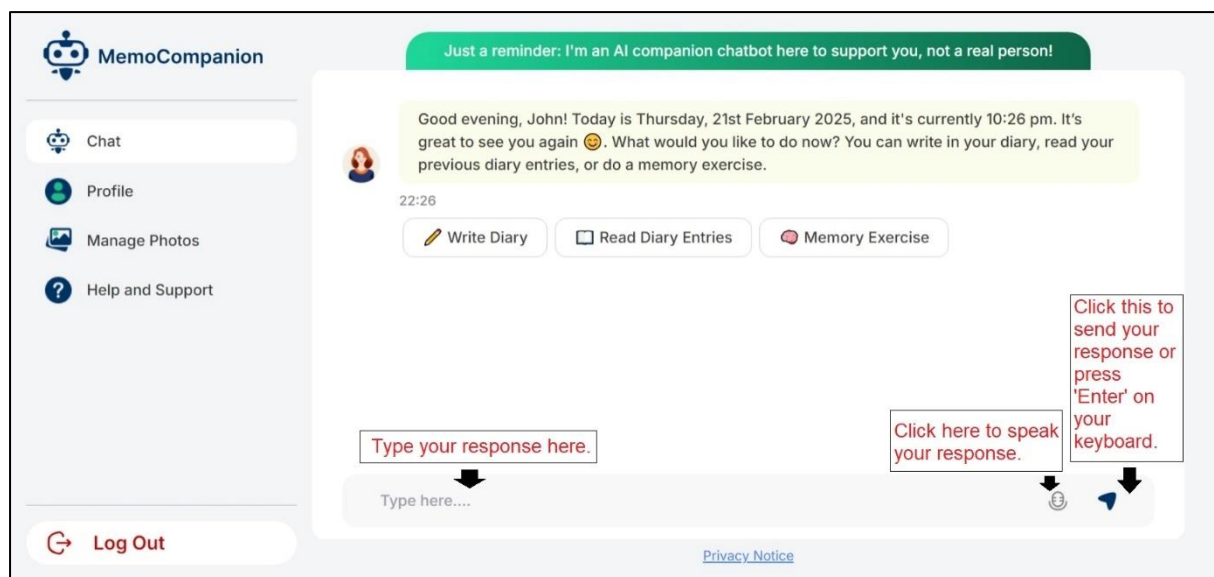 MemoCompanion
Just a reminder: I'm an AI companion chatbot here to support you, not a real person!
Chat
Profile
Manage Photos
Help and Support
Log Out
Good evening, John! Today is Thursday, 21st February 2025, and it's currently 10:26 pm. It's
great to see you again 😊. What would you like to do now? You can write in your diary, read your
previous diary entries, or do a memory exercise.
22:26
Write Diary
Read Diary Entries
Memory Exercise
Type your response here.
Click here to speak
your response.
Click this to
send your
response or
press
'Enter' on
your
keyboard.
Type here....
Privacy Notice